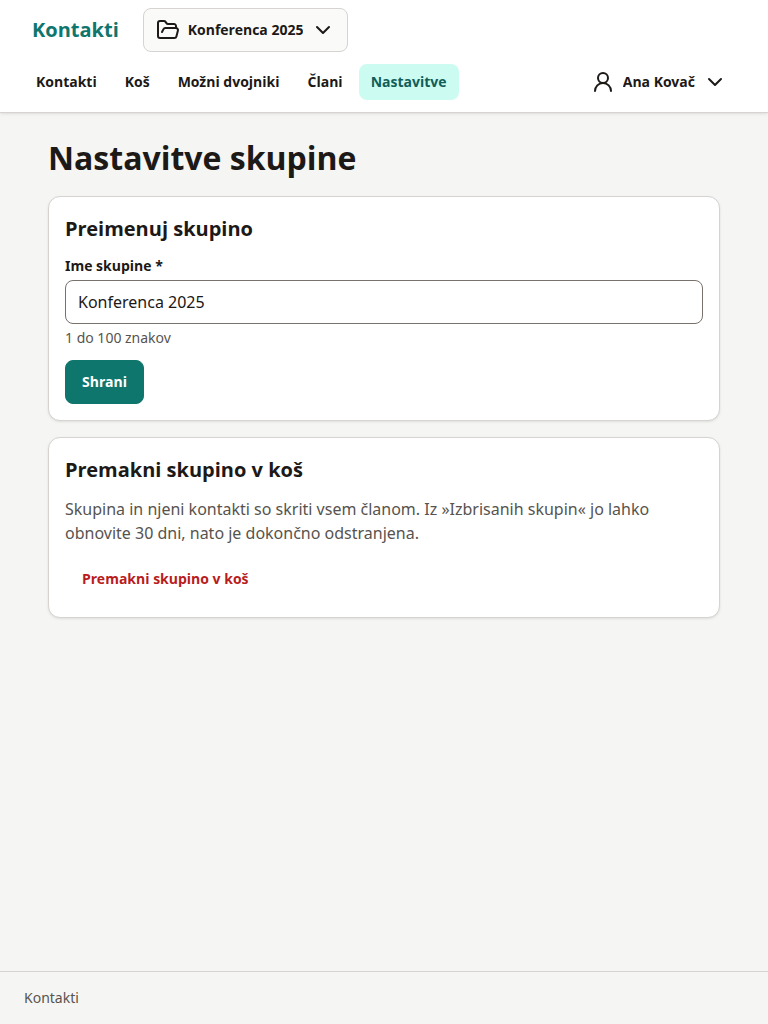 Kontakti
Konferenca 2025
Kontakti
Koš
Možni dvojniki
Člani
Nastavitve
Ana Kovač
Nastavitve skupine
Preimenuj skupino
Ime skupine *
Konferenca 2025
1 do 100 znakov
Shrani
Premakni skupino v koš
Skupina in njeni kontakti so skriti vsem članom. Iz »Izbrisanih skupin« jo lahko
obnovite 30 dni, nato je dokončno odstranjena.
Premakni skupino v koš
Kontakti